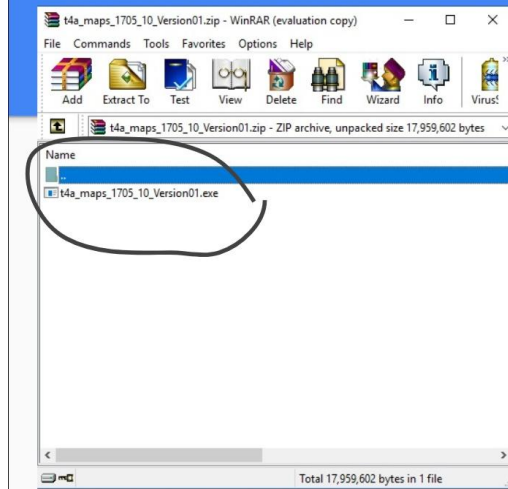 t4a_maps_1705_10_Version01.zip - WinRAR (evaluation copy)
File Commands Tools Favorites Options Help
Add Extract To Test View Delete Find Wizard Info VirusS
t4a_maps_1705_10_Version01.zip - ZIP archive, unpacked size 17,959,602 bytes
Name
..
t4a_maps_1705_10_Version01.exe
Total 17,959,602 bytes in 1 file